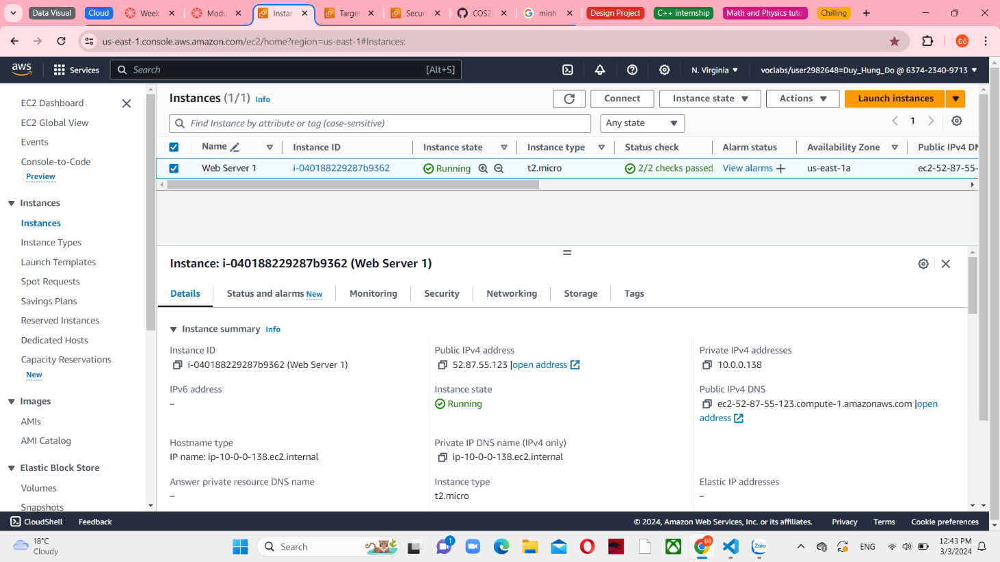 Data Visual Cloud Week Modu Instan Target Securi COS20 minh Design Project C++ internship Math and Physics tuto Chilling
us-east-1.console.aws.amazon.com/ec2/home?region=us-east-1#Instances: Đỗ
aws Services Search [Alt+S] N. Virginia voclabs/user2982648=Duy_Hung_Do @ 6374-2340-9713
EC2 Dashboard
EC2 Global View
Events
Console-to-Code
Preview
Instances
Instances
Instance Types
Launch Templates
Spot Requests
Savings Plans
Reserved Instances
Dedicated Hosts
Capacity Reservations
New
Images
AMIs
AMI Catalog
Elastic Block Store
Volumes
Snapshots
Instances (1/1) Info Connect Instance state Actions Launch instances
Find Instance by attribute or tag (case-sensitive) Any state 1
Name Instance ID Instance state Instance type Status check Alarm status Availability Zone Public IPv4 DN
Web Server 1 i-040188229287b9362 Running t2.micro 2/2 checks passed View alarms us-east-1a ec2-52-87-55-
Instance: i-040188229287b9362 (Web Server 1)
Details Status and alarms New Monitoring Security Networking Storage Tags
Instance summary Info
Instance ID Public IPv4 address Private IPv4 addresses
i-040188229287b9362 (Web Server 1) 52.87.55.123 |open address 10.0.0.138
IPv6 address Instance state Public IPv4 DNS
– Running ec2-52-87-55-123.compute-1.amazonaws.com |open
address
Hostname type Private IP DNS name (IPv4 only)
IP name: ip-10-0-0-138.ec2.internal ip-10-0-0-138.ec2.internal
Answer private resource DNS name Instance type Elastic IP addresses
– t2.micro –
CloudShell Feedback © 2024, Amazon Web Services, Inc. or its affiliates. Privacy Terms Cookie preferences
18°C
Cloudy
Search 1 Đỗ Zalo ENG
12:43 PM
3/3/2024